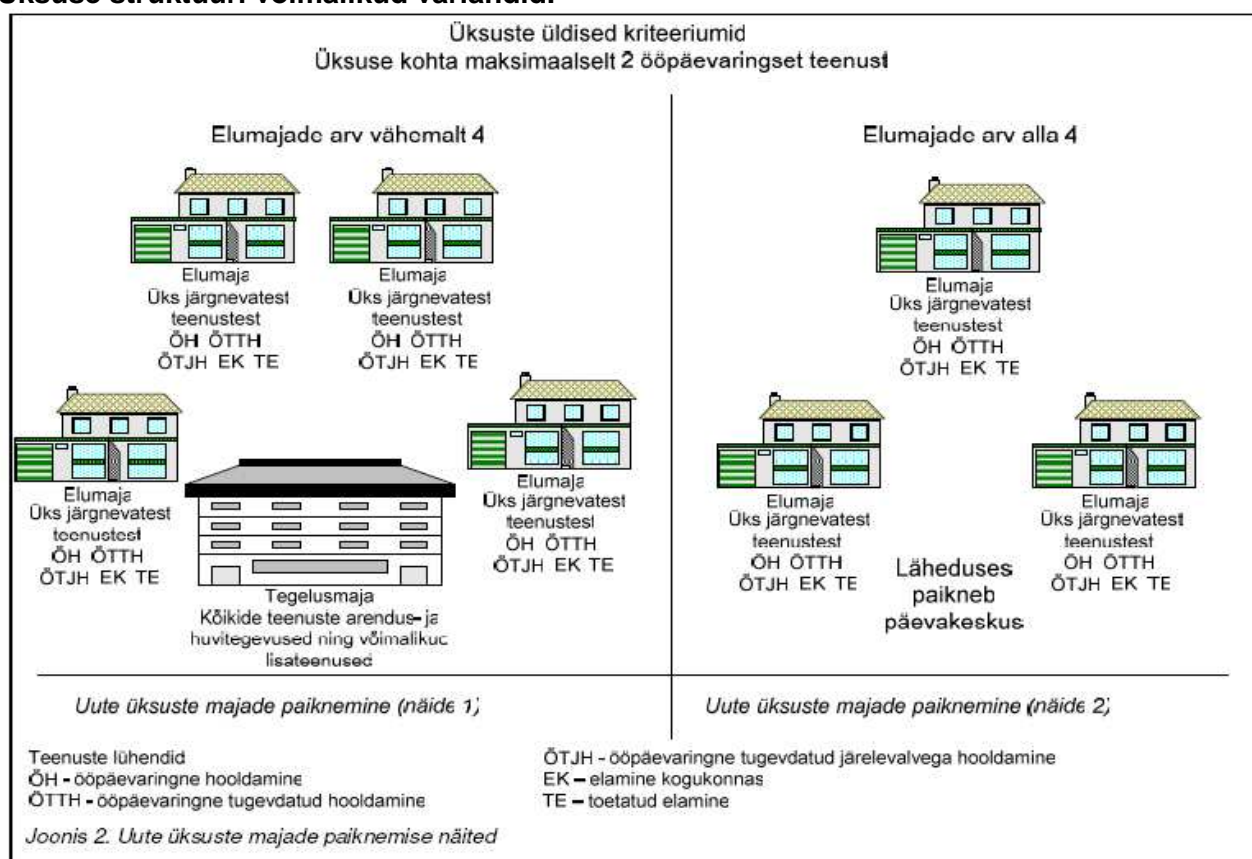 Üksuse struktuuri võimalikud variandid.
Üksuste üldised kriteeriumid
Üksuse kohta maksimaalselt 2 ööpäevaringset teenust
Elumajade arv vähemalt 4
Elumaja
Üks järgnevatest
teenustest
ÖH ÖTTH
ÖTJH EK TE
Elumaja
Üks järgnevatest
teenustest
ÖH ÖTTH
ÖTJH EK TE
Elumaja
Üks järgnevatest
teenustest
ÖH ÖTTH
ÖTJH EK TE
Elumaja
Üks järgnevatest
teenustest
ÖH ÖTTH
ÖTJH EK TE
Tegelusmaja
Kõikide teenuste arendus- ja
huvitegevused ning võimalikud
lisateenused
Elumajade arv alla 4
Elumaja
Üks järgnevatest
teenustest
ÖH ÖTTH
ÖTJH EK TE
Elumaja
Üks järgnevatest
teenustest
ÖH ÖTTH
ÖTJH EK TE
Elumaja
Üks järgnevatest
teenustest
ÖH ÖTTH
ÖTJH EK TE
Läheduses
paikneb
päevakeskus
Uute üksuste majade paiknemine (näide 1)
Uute üksuste majade paiknemine (näide 2)
Teenuste lühendid
ÖH - ööpäevaringne hooldamine
ÖTTH - ööpäevaringne tugevdatud hooldamine
ÖTJH - ööpäevaringne tugevdatud järelevalvega hooldamine
EK – elamine kogukonnas
TE – toetatud elamine
Joonis 2. Uute üksuste majade paiknemise näited